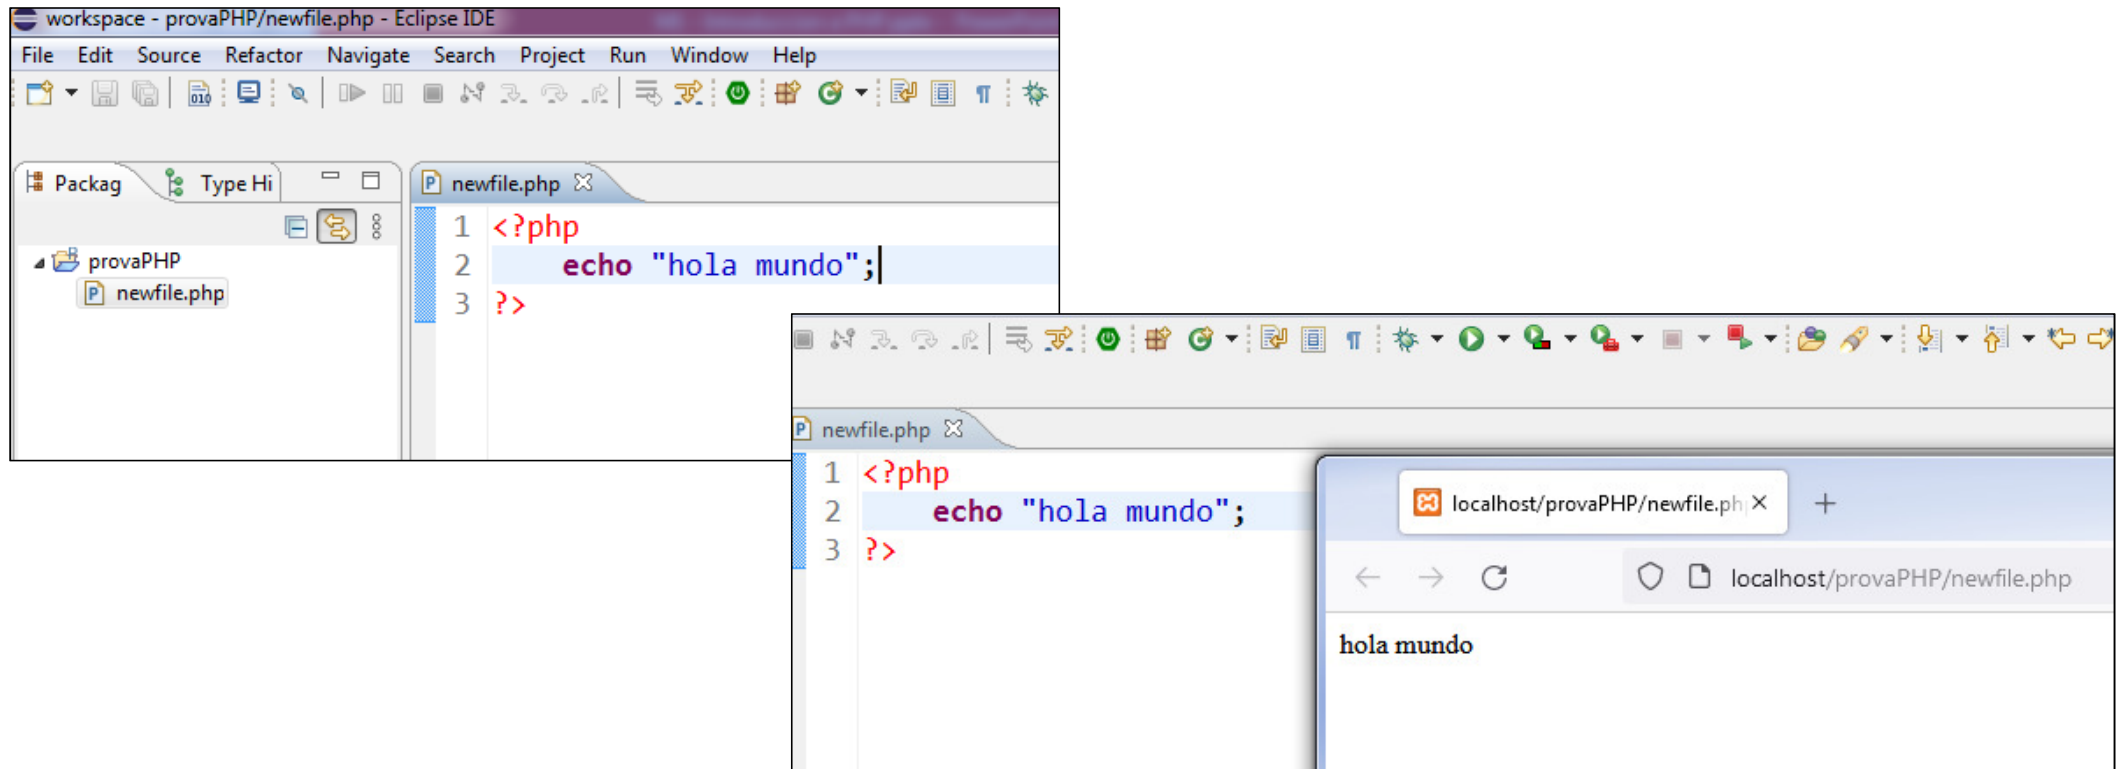 workspace - provaPHP/newfile.php - Eclipse IDE
File Edit Source Refactor Navigate Search Project Run Window Help
Packag Type Hi
newfile.php
provaPHP
newfile.php
1 <?php
2 echo "hola mundo";
3 ?>
newfile.php
1 <?php
2 echo "hola mundo";
3 ?>
localhost/provaPHP/newfile.ph
localhost/provaPHP/newfile.php
hola mundo